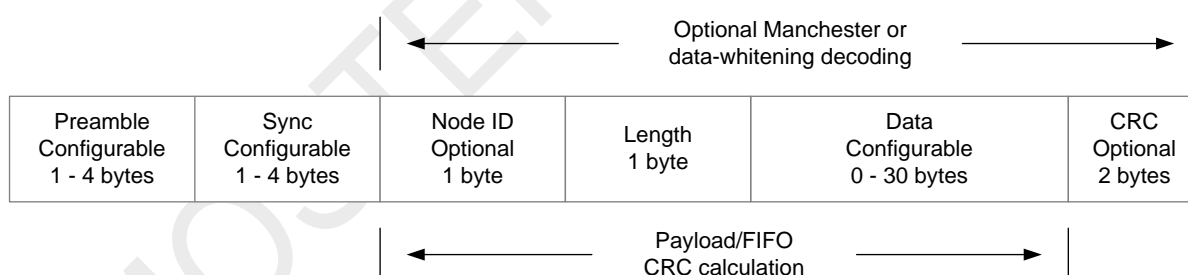 Optional Manchester or
data-whitening decoding
Preamble
Configurable
1 - 4 bytes
Sync
Configurable
1 - 4 bytes
Node ID
Optional
1 byte
Length
1 byte
Data
Configurable
0 - 30 bytes
CRC
Optional
2 bytes
Payload/FIFO
CRC calculation